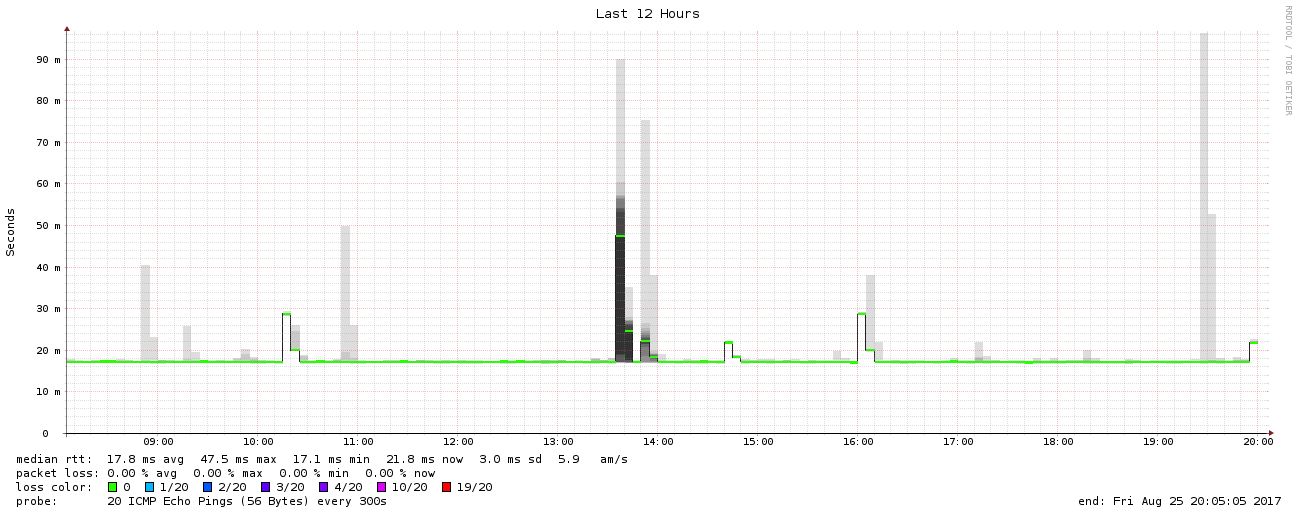 Last 12 Hours
RRDTOOL / TOBI OETIKER
Seconds
90 m
80 m
70 m
60 m
50 m
40 m
30 m
20 m
10 m
0
09:00 10:00 11:00 12:00 13:00 14:00 15:00 16:00 17:00 18:00 19:00 20:00
median rtt: 17.8 ms avg 47.5 ms max 17.1 ms min 21.8 ms now 3.0 ms sd 5.9 am/s
packet loss: 0.00 % avg 0.00 % max 0.00 % min 0.00 % now
loss color: 0 1/20 2/20 3/20 4/20 10/20 19/20
probe: 20 ICMP Echo Pings (56 Bytes) every 300s end: Fri Aug 25 20:05:05 2017